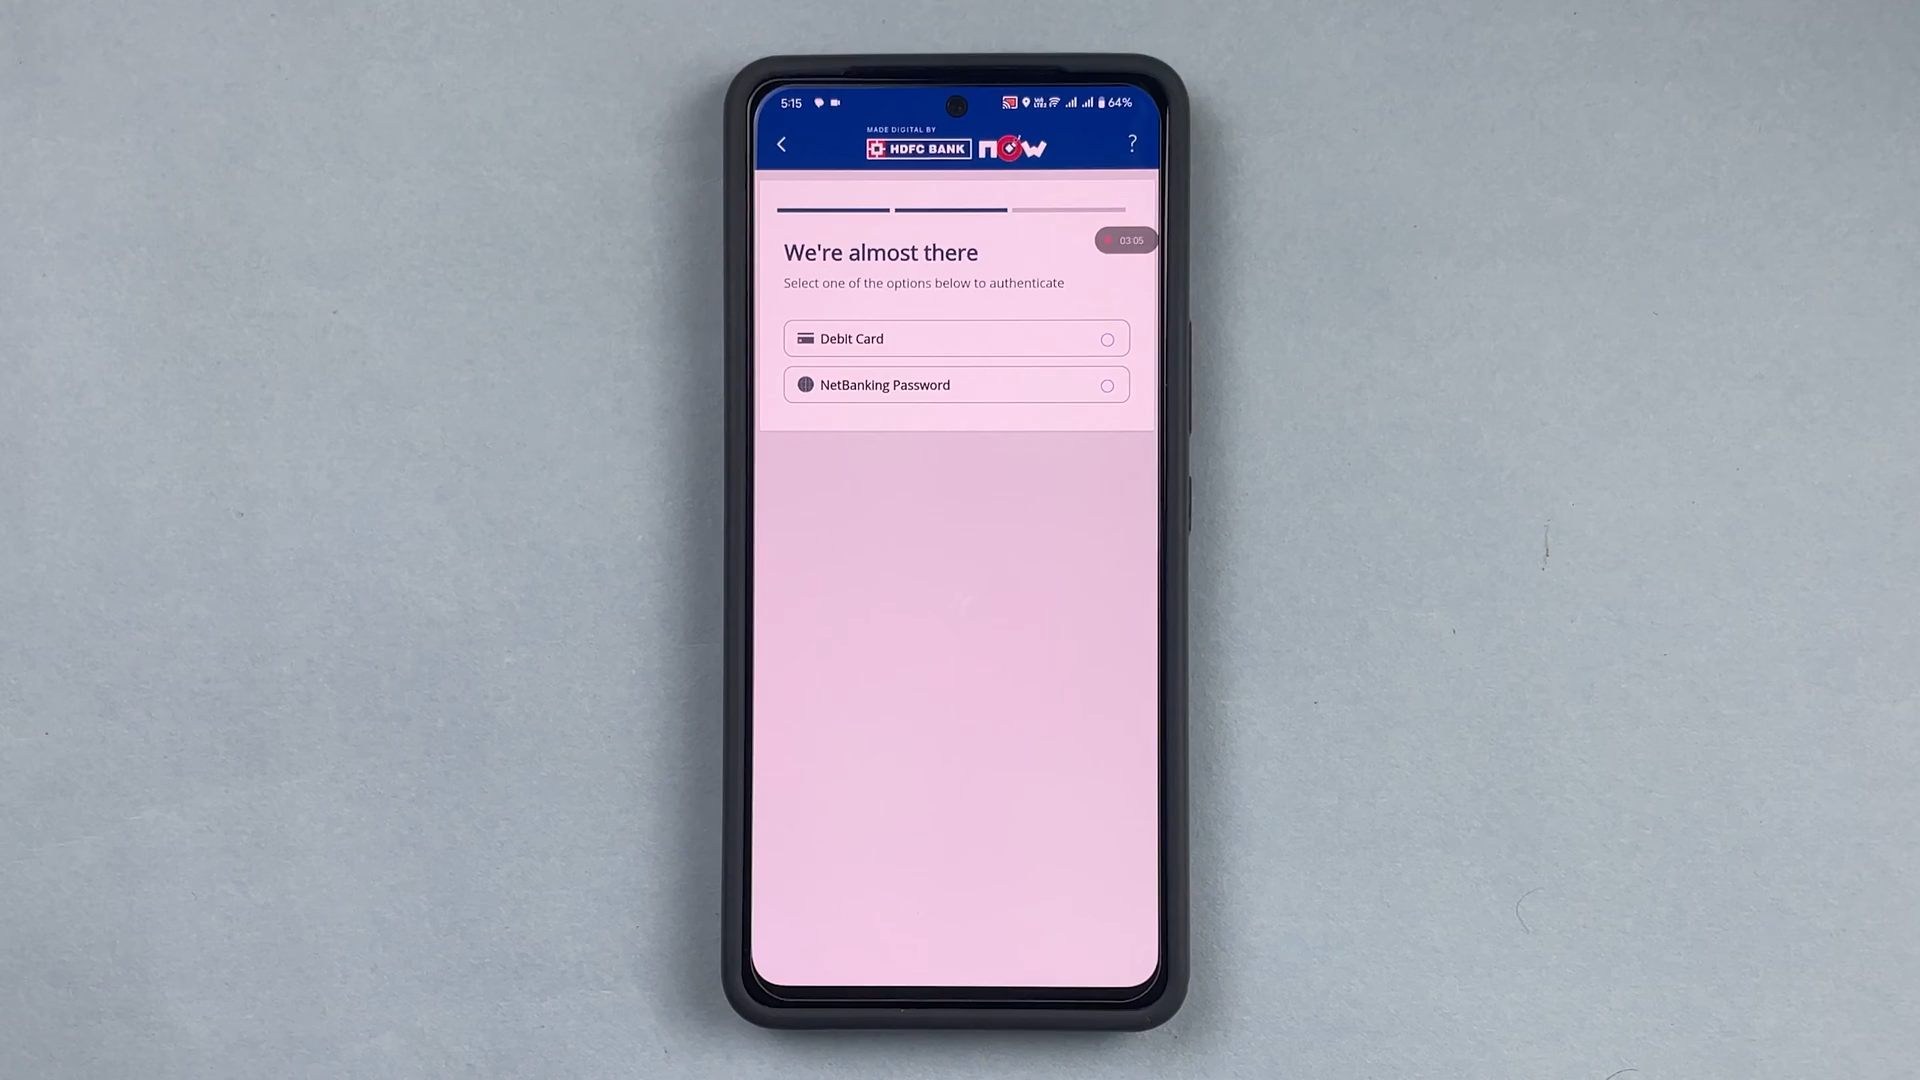 5:15
64%
MADE DIGITAL BY
HDFC BANK now
?
03:05
We're almost there
Select one of the options below to authenticate
Debit Card
NetBanking Password